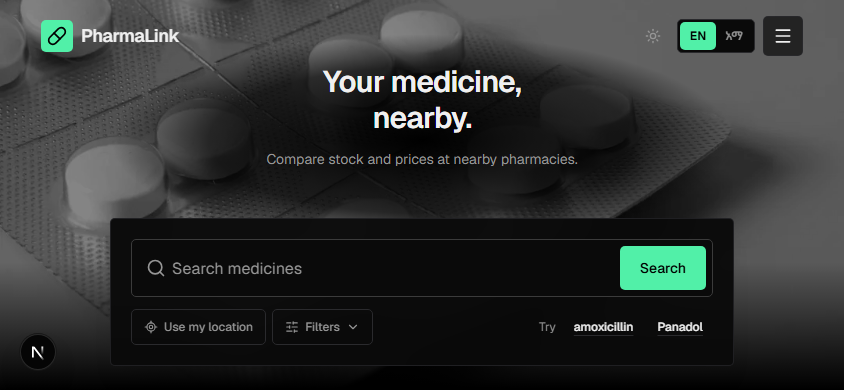 PharmaLink
EN
አማ
Your medicine,
nearby.
Compare stock and prices at nearby pharmacies.
Search medicines
Search
Use my location
Filters
Try
amoxicillin
Panadol
N